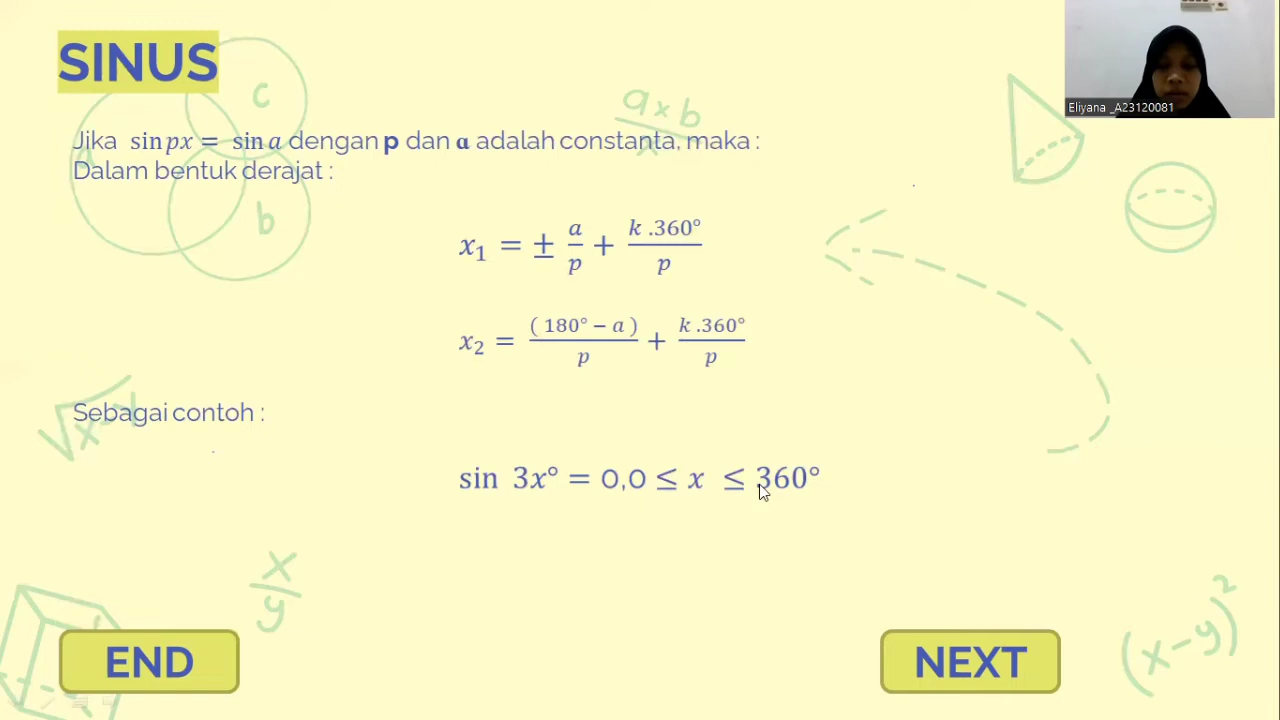 SINUS
Eliyana _A23120081
Jika sin px = sin a dengan p dan a adalah constanta, maka :
Dalam bentuk derajat :
x₁ = ± a/p + k .360°/p
x₂ = ( 180° − a )/p + k .360°/p
Sebagai contoh :
sin 3x° = 0,0 ≤ x ≤ 360°
END
NEXT
c
b
a × b
x
y
(x−y)²